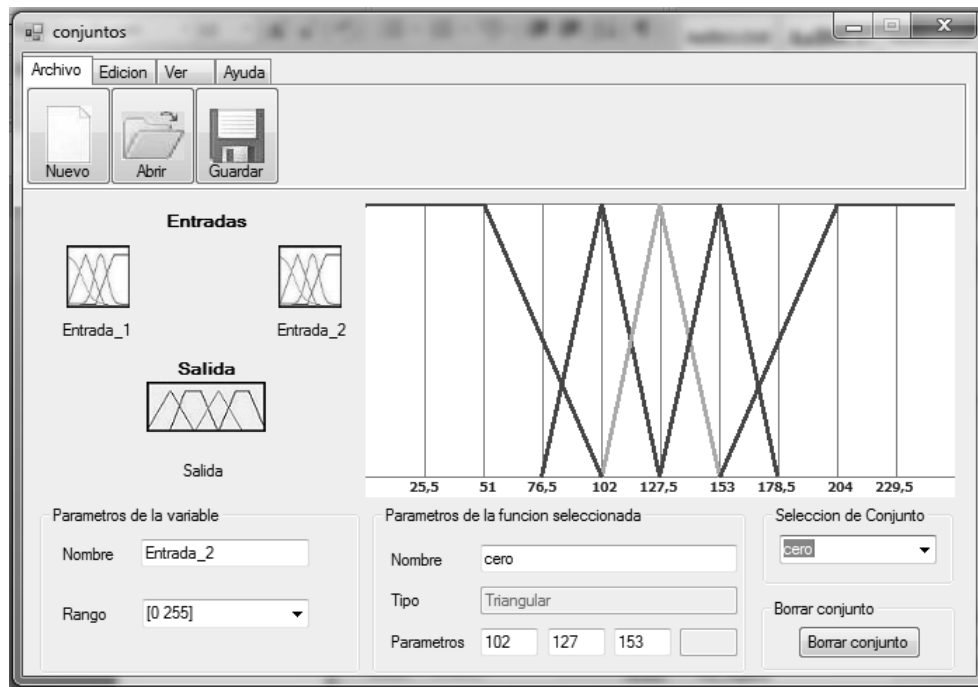 conjuntos
Archivo Edicion Ver Ayuda
Nuevo Abrir Guardar
Entradas
Entrada_1 Entrada_2
Salida
Salida
25,5 51 76,5 102 127,5 153 178,5 204 229,5
Parametros de la variable
Nombre Entrada_2
Rango [0 255]
Parametros de la funcion seleccionada
Nombre cero
Tipo Triangular
Parametros 102 127 153
Seleccion de Conjunto
cero
Borrar conjunto
Borrar conjunto